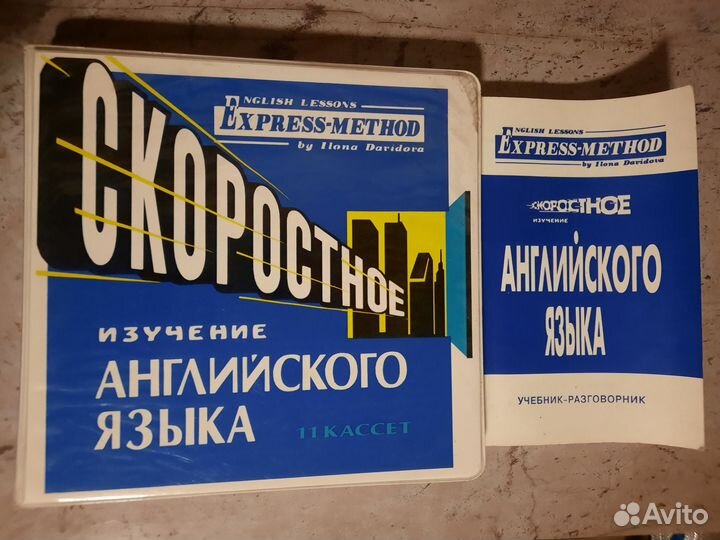 ENGLISH LESSONS
EXPRESS-METHOD
by Ilona Davidova
СКОРОСТНОЕ
ИЗУЧЕНИЕ
АНГЛИЙСКОГО
ЯЗЫКА
11 КАССЕТ
ENGLISH LESSONS
EXPRESS-METHOD
by Ilona Davidova
СКОРОСТНОЕ
ИЗУЧЕНИЕ
АНГЛИЙСКОГО
ЯЗЫКА
УЧЕБНИК-РАЗГОВОРНИК
Avito